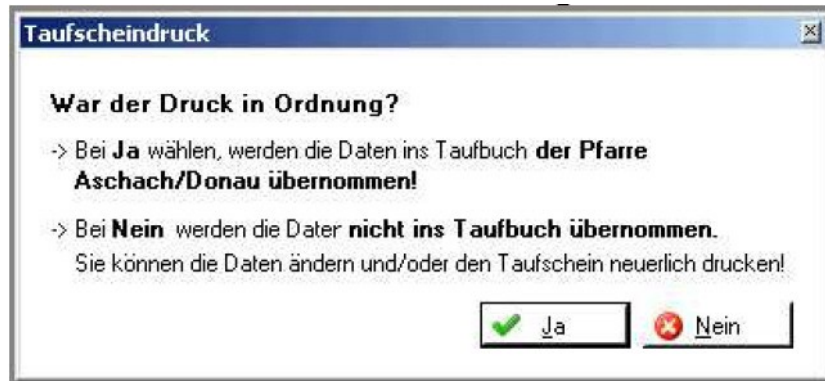 Taufscheindruck
War der Druck in Ordnung?
-> Bei Ja wählen, werden die Daten ins Taufbuch der Pfarre
Aschach/Donau übernommen!
-> Bei Nein werden die Dater nicht ins Taufbuch übernommen.
Sie können die Daten ändern und/oder den Taufschein neuerlich drucken!
Ja Nein